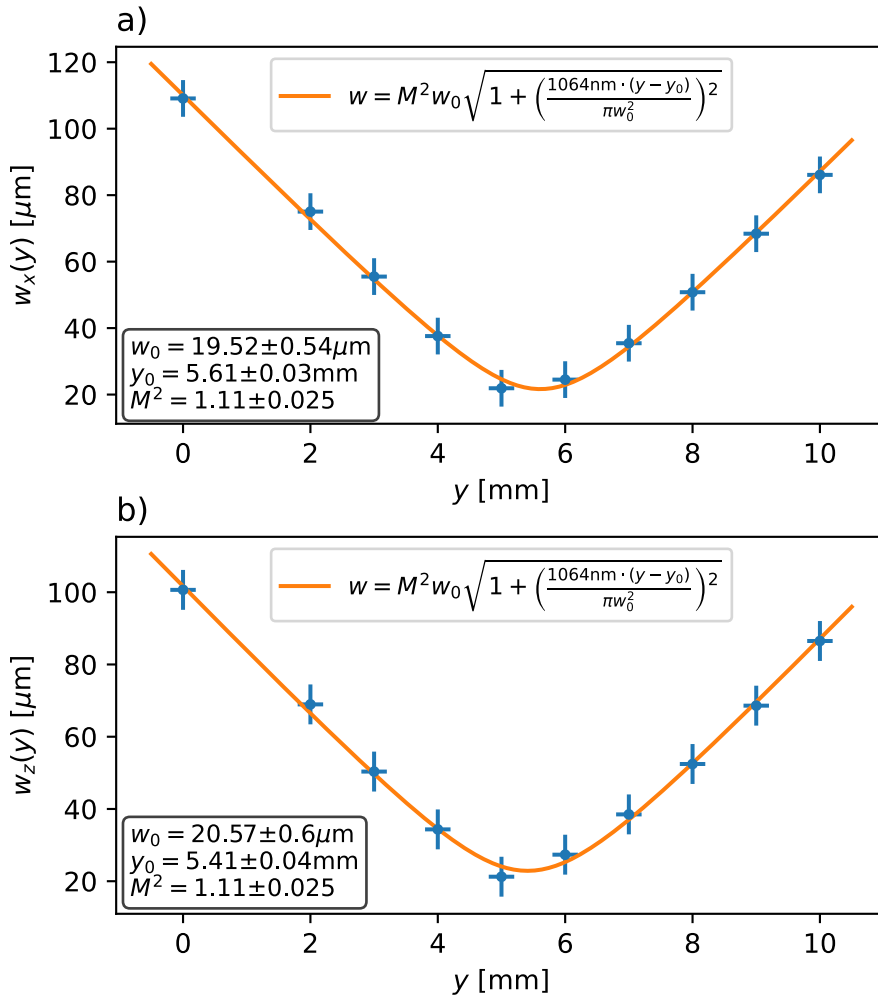 a)
120
100
80
60
40
20
w_x(y) [μm]
w = M²w₀√(1 + (1064nm · (y − y₀) / πw₀²)²)
w₀ = 19.52±0.54μm
y₀ = 5.61±0.03mm
M² = 1.11±0.025
0 2 4 6 8 10
y [mm]
b)
100
80
60
40
20
w_z(y) [μm]
w = M²w₀√(1 + (1064nm · (y − y₀) / πw₀²)²)
w₀ = 20.57±0.6μm
y₀ = 5.41±0.04mm
M² = 1.11±0.025
0 2 4 6 8 10
y [mm]